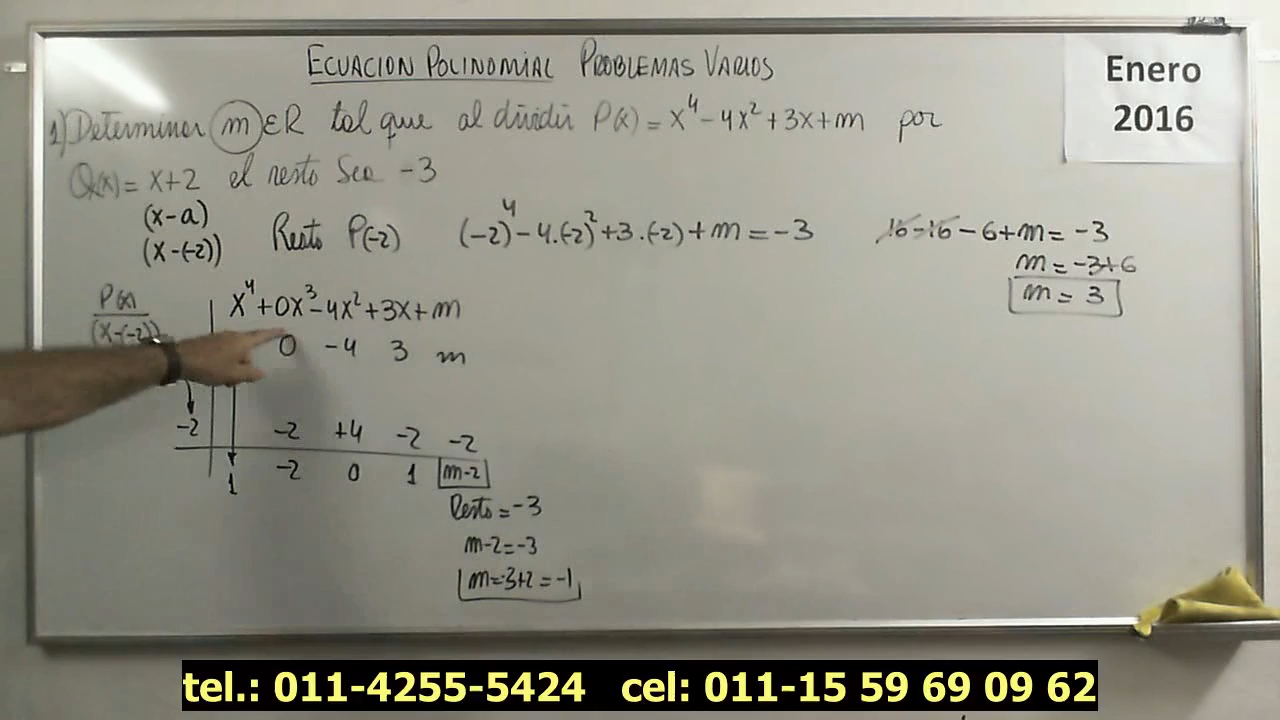 ECUACION POLINOMIAL PROBLEMAS VARIOS
Enero
2016
1) Determinar m ∈ R tal que al dividir P(x) = x⁴ - 4x² + 3x + m por
Q(x) = x+2 el resto sea -3
(x-a)
(x-(-2))
Resto P(-2)
(-2)⁴ - 4.(-2)² + 3.(-2) + m = -3
16 - 16 - 6 + m = -3
m = -3+6
m = 3
P(x)
(x-(-2))
x⁴ + 0x³ - 4x² + 3x + m
0 -4 3 m
-2 -2 +4 -2 -2
1 -2 0 1 m-2
Resto = -3
m-2=-3
m=-3+2=-1
tel.: 011-4255-5424 cel: 011-15 59 69 09 62